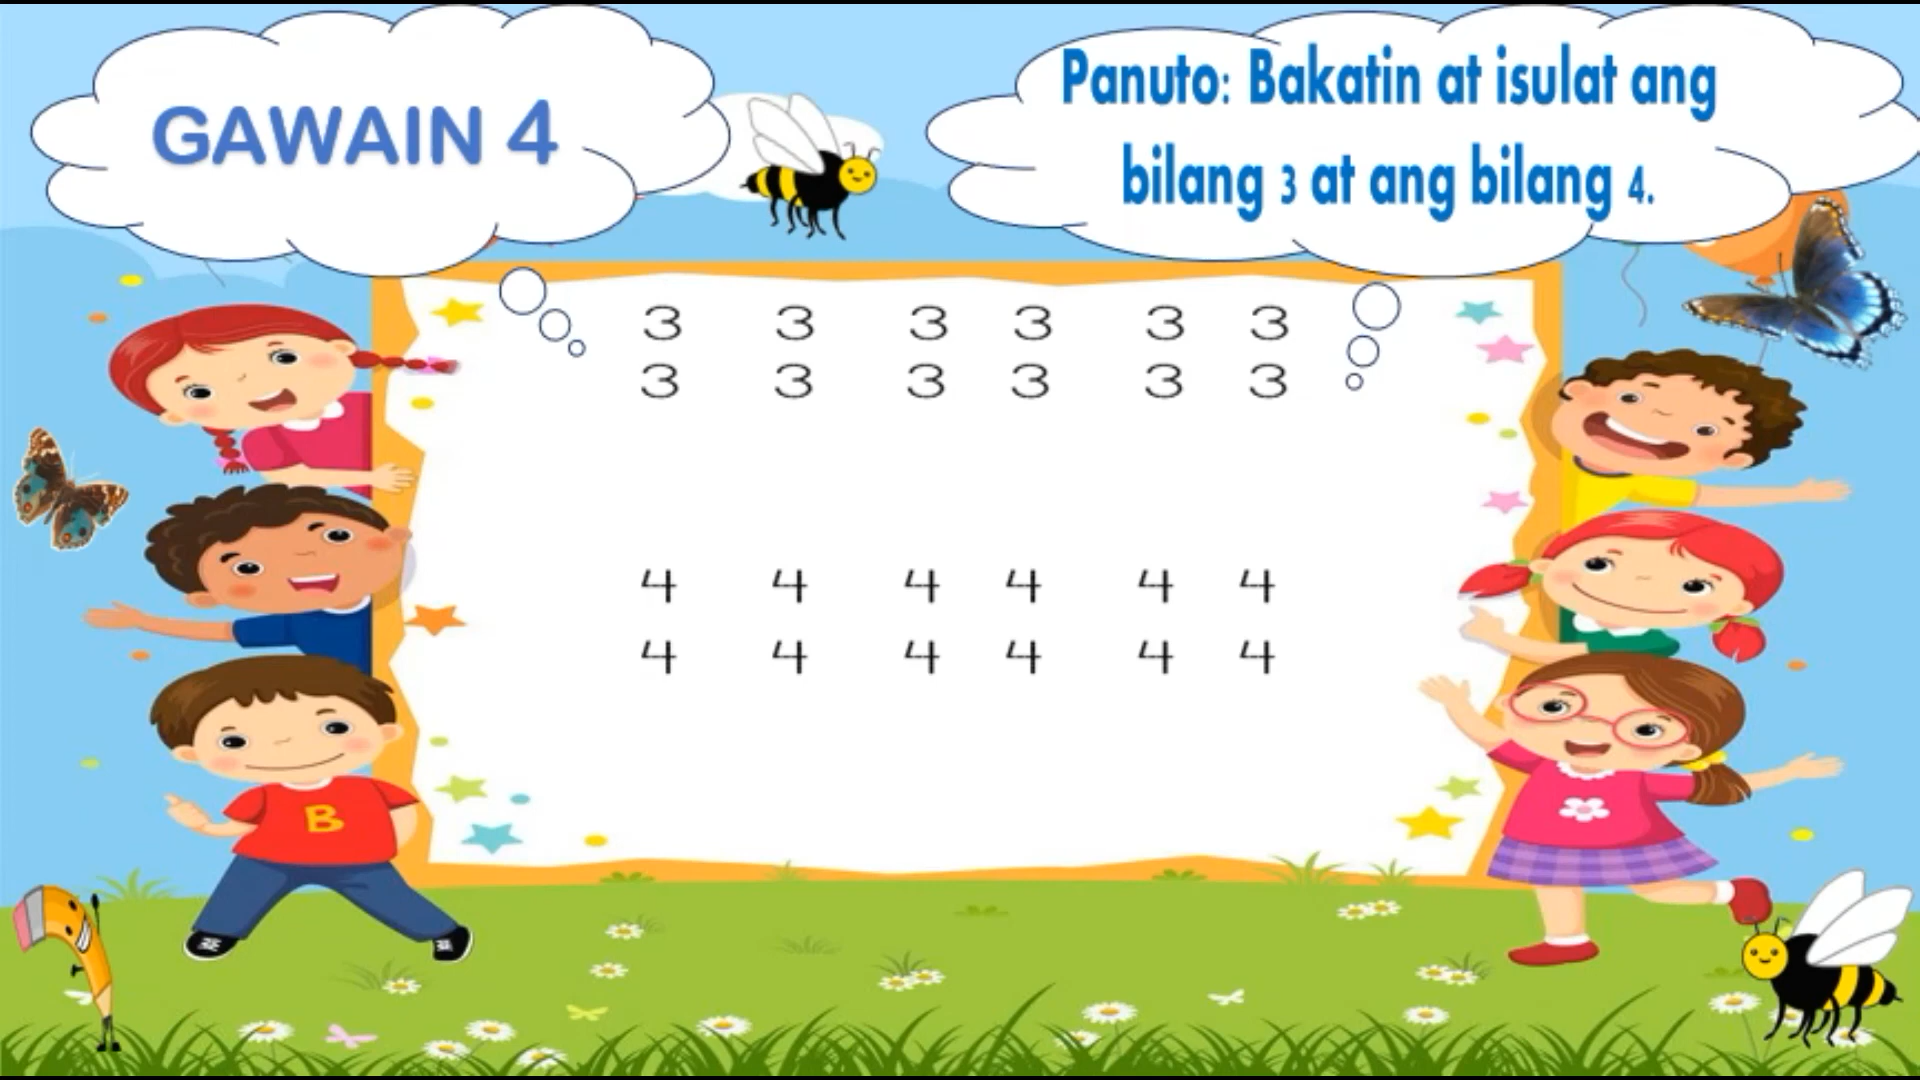 GAWAIN 4
Panuto: Bakatin at isulat ang
bilang 3 at ang bilang 4.
3 3 3 3 3 3
3 3 3 3 3 3
4 4 4 4 4 4
4 4 4 4 4 4
B